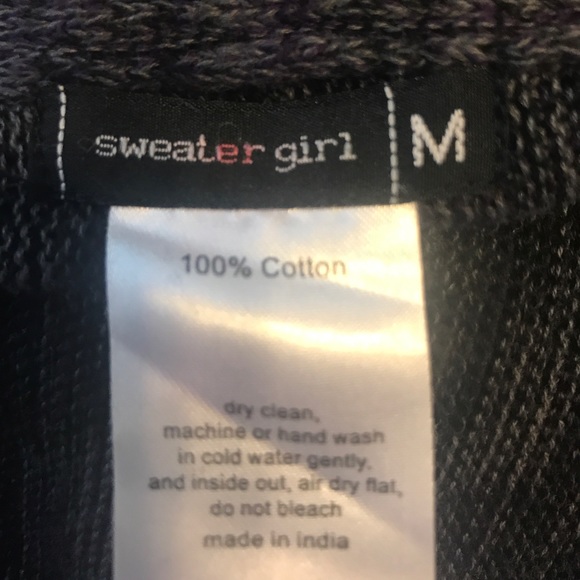 sweater girl M
100% Cotton
dry clean,
machine or hand wash
in cold water gently.
and inside out, air dry flat,
do not bleach
made in india